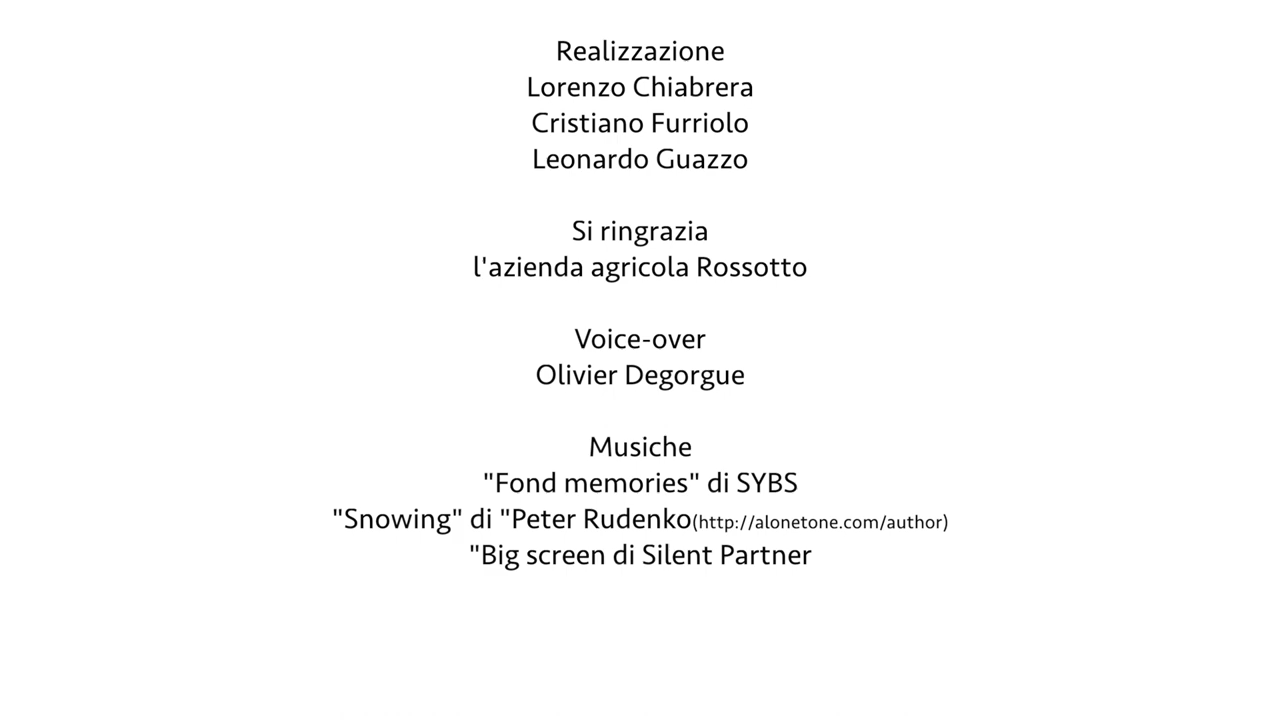 Realizzazione
Lorenzo Chiabrera
Cristiano Furriolo
Leonardo Guazzo
Si ringrazia
l'azienda agricola Rossotto
Voice-over
Olivier Degorgue
Musiche
"Fond memories" di SYBS
"Snowing" di "Peter Rudenko(http://alonetone.com/author)
"Big screen di Silent Partner